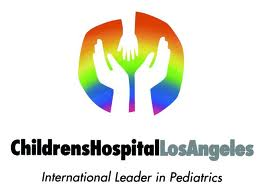 ChildrensHospitalLosAngeles
International Leader in Pediatrics